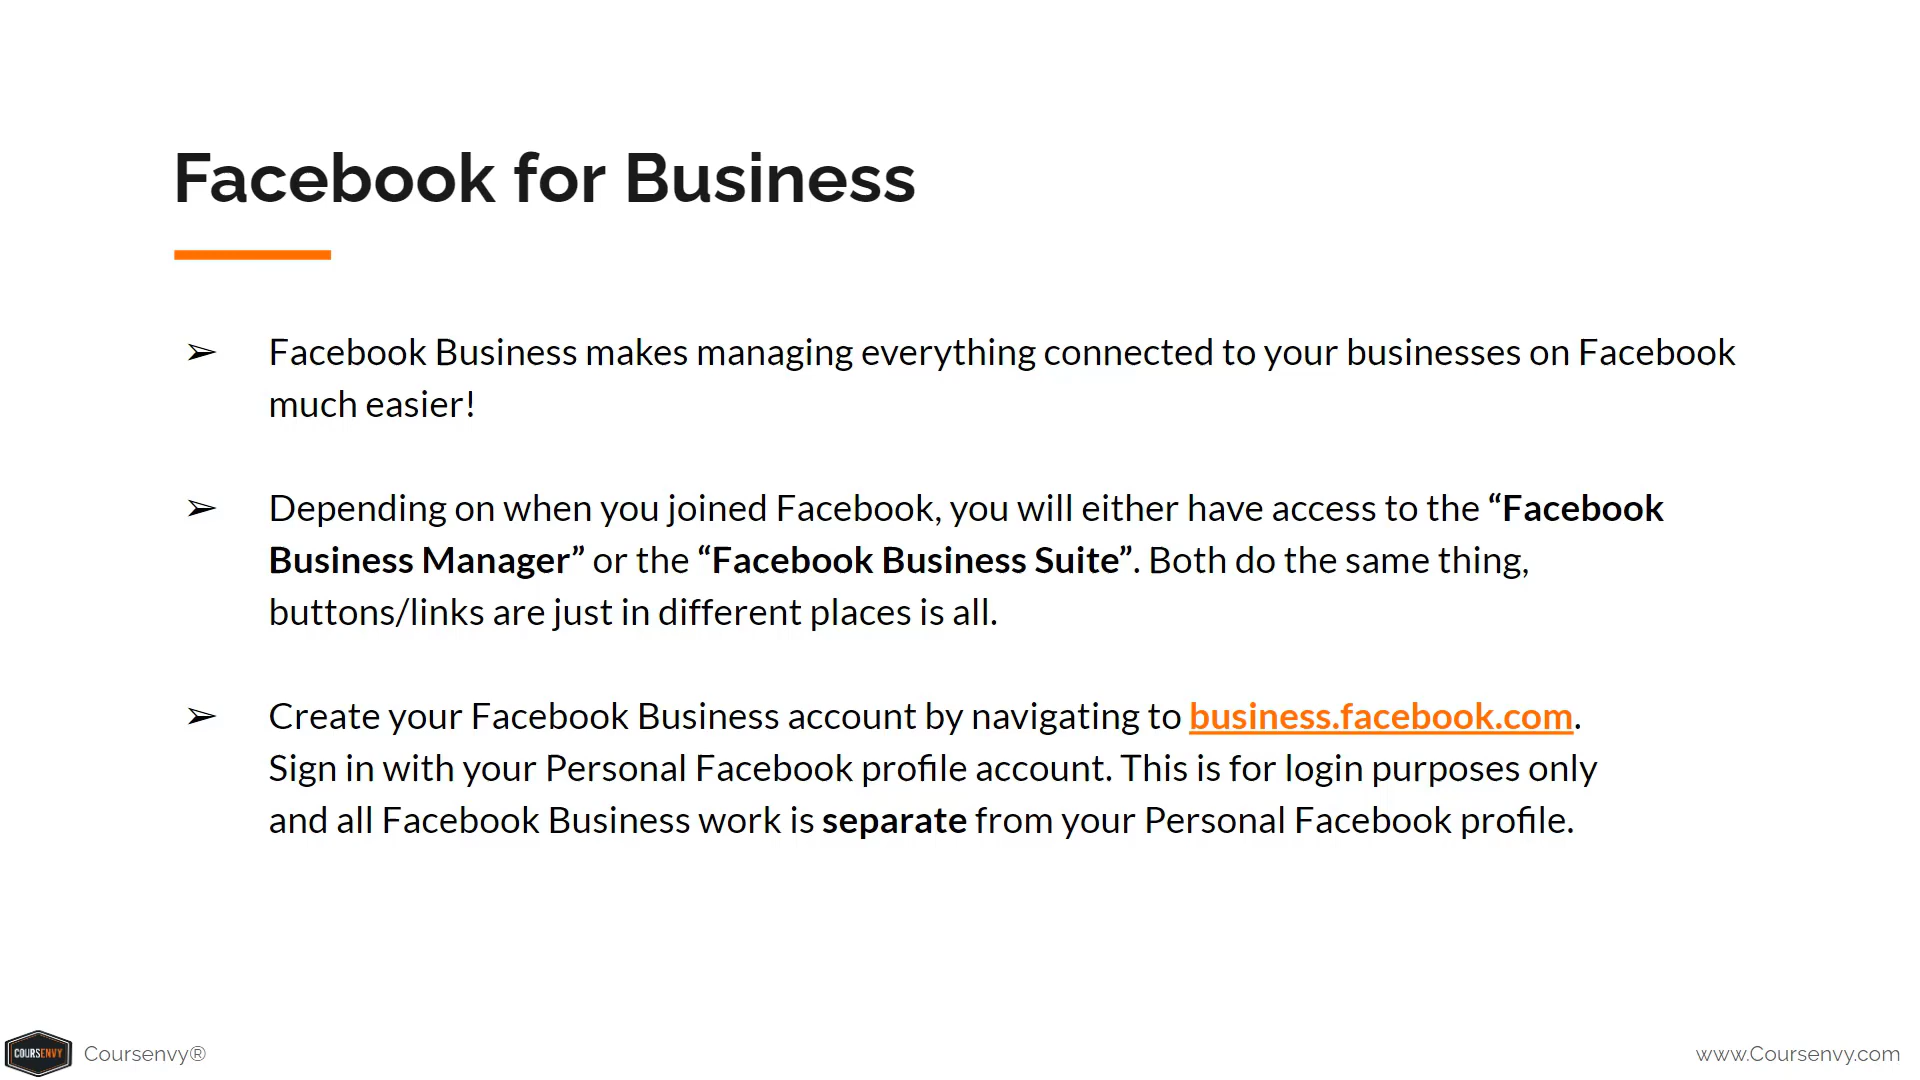 Facebook for Business
➢ Facebook Business makes managing everything connected to your businesses on Facebook
much easier!
➢ Depending on when you joined Facebook, you will either have access to the “Facebook
Business Manager” or the “Facebook Business Suite”. Both do the same thing,
buttons/links are just in different places is all.
➢ Create your Facebook Business account by navigating to business.facebook.com.
Sign in with your Personal Facebook profile account. This is for login purposes only
and all Facebook Business work is separate from your Personal Facebook profile.
COURSENVY Coursenvy® www.Coursenvy.com